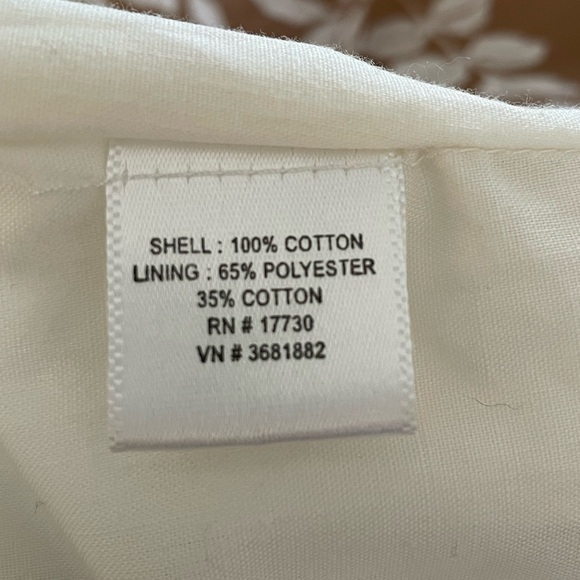 SHELL : 100% COTTON
LINING : 65% POLYESTER
35% COTTON
RN # 17730
VN # 3681882